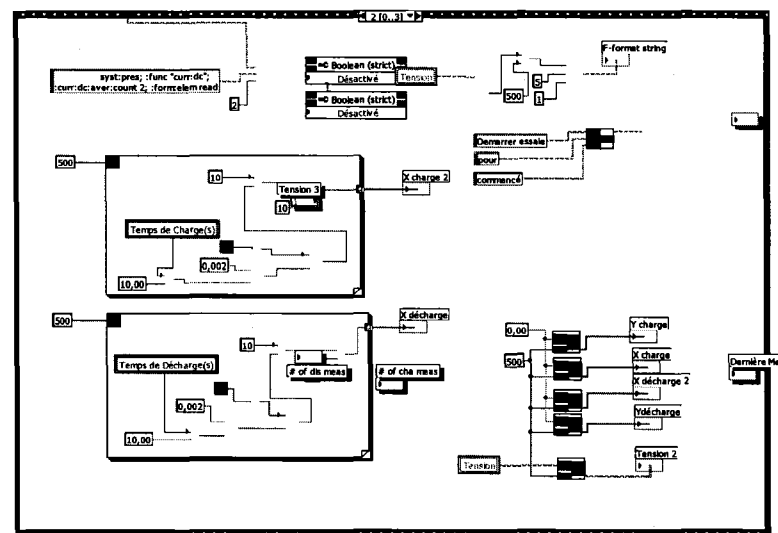 2 [0..3]
F-format string
syst:pres; :func "curr:dc";
:curr:dc:aver:count 2; :form:elem read
2
Boolean (strict)
Désactivé
Boolean (strict)
Désactivé
Tension
500
5
1
Demarrer essaie
pour
commancé
500
10
Tension 3
10
X charge 2
Temps de Charge(s)
0,002
10,00
500
X décharge
10
# of dis meas
# of cha meas
Temps de Décharge(s)
0,002
10,00
0,00
500
Y charge
X charge
X décharge 2
Ydécharge
Tension
Tension 2
Dernière Me